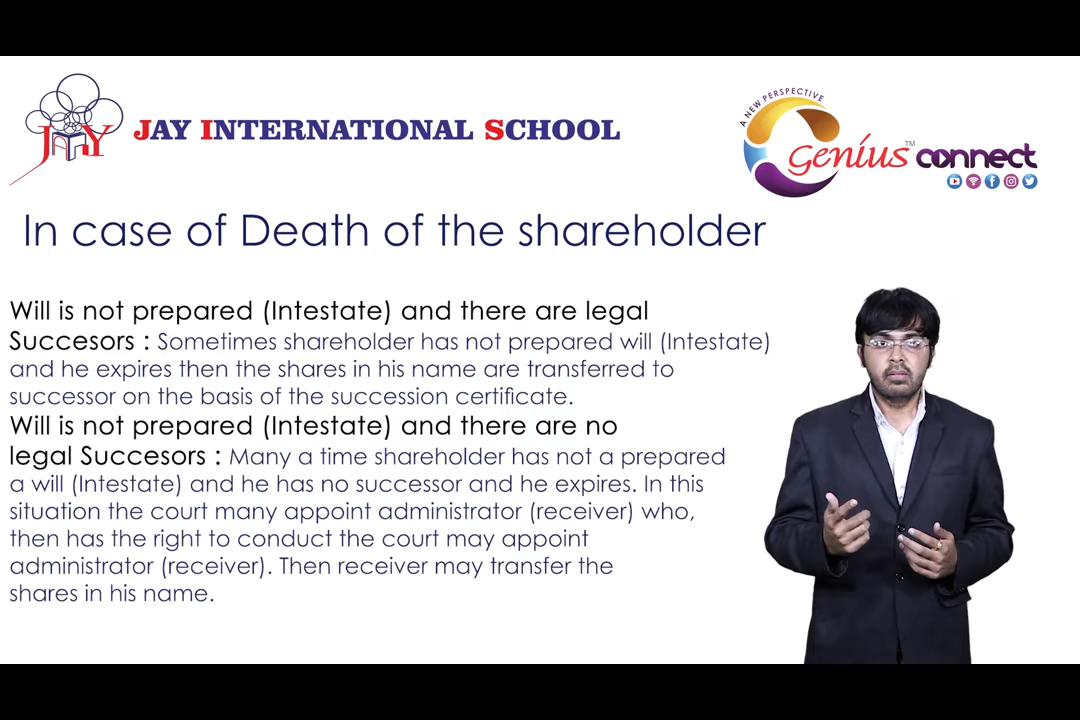 JAY INTERNATIONAL SCHOOL
JAY
A NEW PERSPECTIVE
Genius™ connect
In case of Death of the shareholder
Will is not prepared (Intestate) and there are legal
Succesors : Sometimes shareholder has not prepared will (Intestate)
and he expires then the shares in his name are transferred to
successor on the basis of the succession certificate.
Will is not prepared (Intestate) and there are no
legal Succesors : Many a time shareholder has not a prepared
a will (Intestate) and he has no successor and he expires. In this
situation the court many appoint administrator (receiver) who,
then has the right to conduct the court may appoint
administrator (receiver). Then receiver may transfer the
shares in his name.